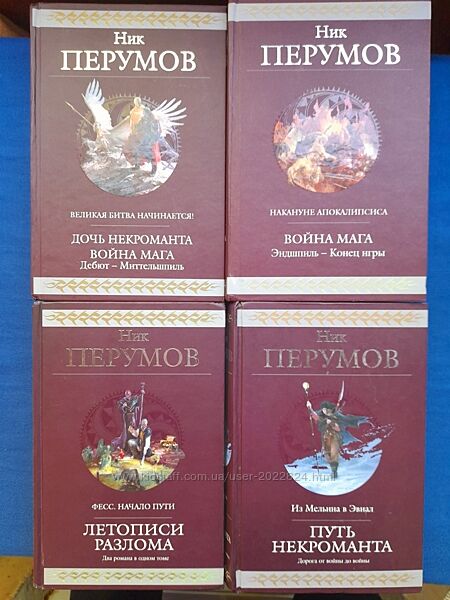 Ник
ПЕРУМОВ
ВЕЛИКАЯ БИТВА НАЧИНАЕТСЯ!
ДОЧЬ НЕКРОМАНТА
ВОЙНА МАГА
Дебют – Миттельшпиль
Ник
ПЕРУМОВ
НАКАНУНЕ АПОКАЛИПСИСА
ВОЙНА МАГА
Эндшпиль – Конец игры
Ник
ПЕРУМОВ
ФЕСС. НАЧАЛО ПУТИ
ЛЕТОПИСИ
РАЗЛОМА
Два романа в одном томе
Ник
ПЕРУМОВ
Из Мельина в Эвиал
ПУТЬ
НЕКРОМАНТА
Дорога от войны до войны